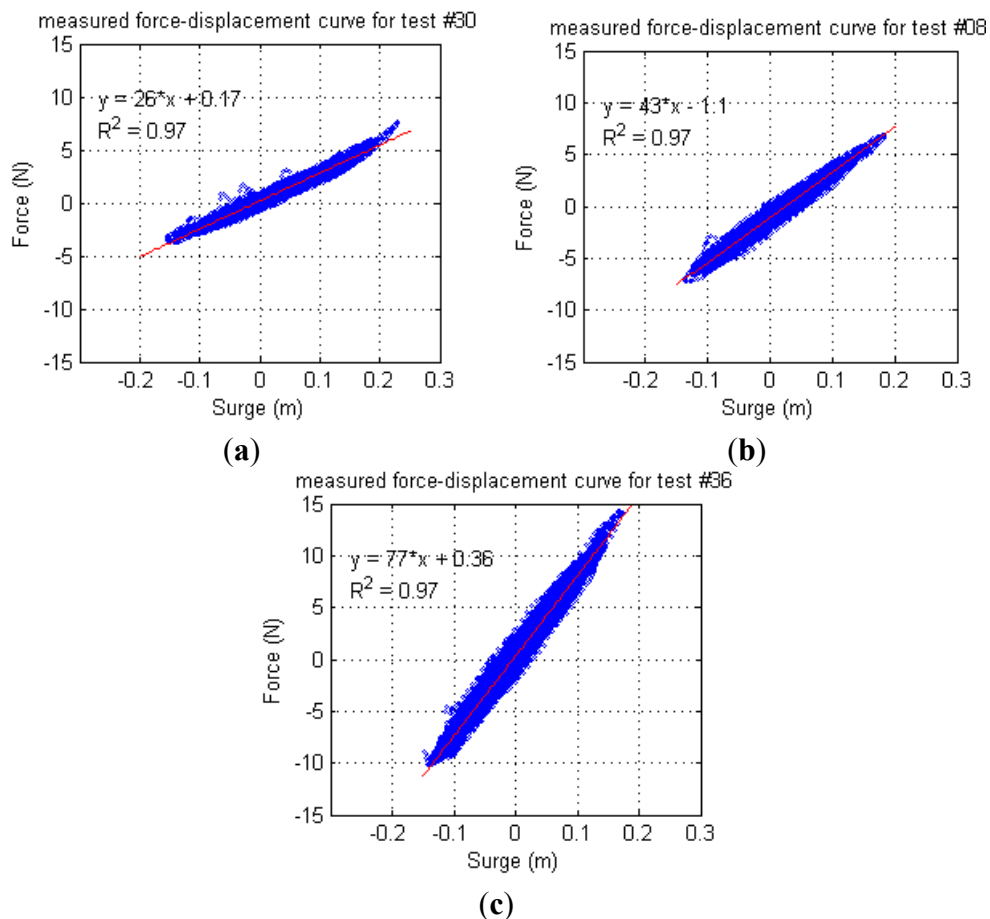 measured force-displacement curve for test #30
15
10
5
0
-5
-10
-15
Force (N)
y = 26*x + 0.17
R² = 0.97
-0.2 -0.1 0 0.1 0.2 0.3
Surge (m)
(a)
measured force-displacement curve for test #08
15
10
5
0
-5
-10
-15
Force (N)
y = 43*x - 1.1
R² = 0.97
-0.2 -0.1 0 0.1 0.2 0.3
Surge (m)
(b)
measured force-displacement curve for test #36
15
10
5
0
-5
-10
-15
Force (N)
y = 77*x + 0.36
R² = 0.97
-0.2 -0.1 0 0.1 0.2 0.3
Surge (m)
(c)